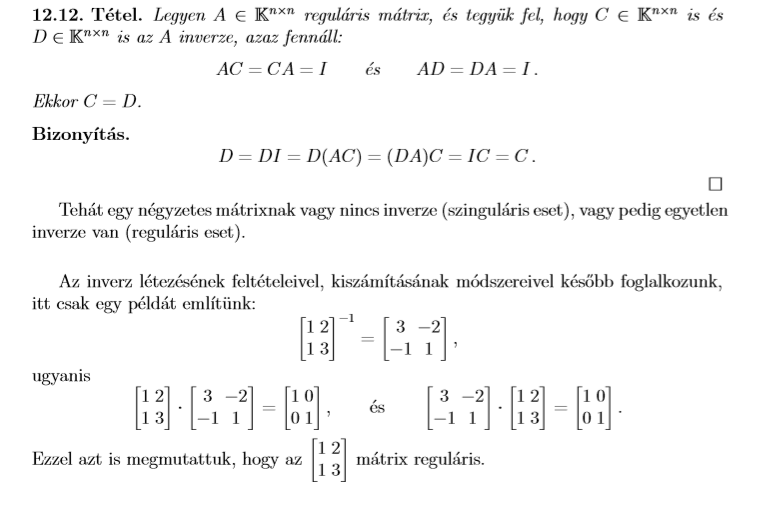 12.12. Tétel. Legyen A ∈ 𝕂ⁿˣⁿ reguláris mátrix, és tegyük fel, hogy C ∈ 𝕂ⁿˣⁿ is és
D ∈ 𝕂ⁿˣⁿ is az A inverze, azaz fennáll:
AC = CA = I és AD = DA = I .
Ekkor C = D.
Bizonyítás.
D = DI = D(AC) = (DA)C = IC = C .
□
Tehát egy négyzetes mátrixnak vagy nincs inverze (szinguláris eset), vagy pedig egyetlen
inverze van (reguláris eset).
Az inverz létezésének feltételeivel, kiszámításának módszereivel később foglalkozunk,
itt csak egy példát említünk:
[1 2; 1 3]⁻¹ = [3 −2; −1 1] ,
ugyanis
[1 2; 1 3] · [3 −2; −1 1] = [1 0; 0 1] , és [3 −2; −1 1] · [1 2; 1 3] = [1 0; 0 1] .
Ezzel azt is megmutattuk, hogy az [1 2; 1 3] mátrix reguláris.